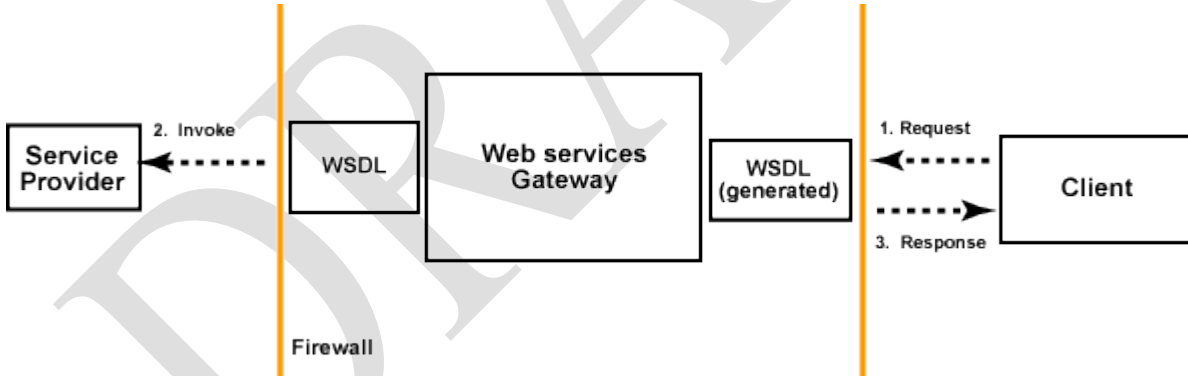 2. Invoke
Service
Provider
WSDL
Web services
Gateway
WSDL
(generated)
1. Request
3. Response
Client
Firewall